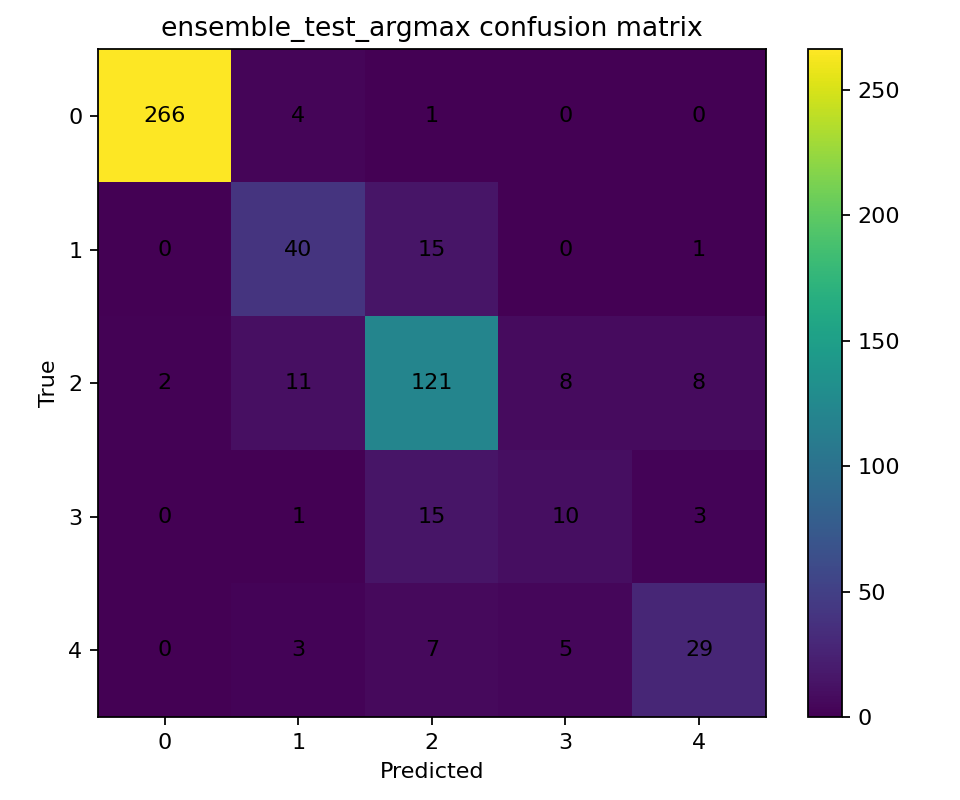 ensemble_test_argmax confusion matrix
0 266 4 1 0 0
1 0 40 15 0 1
2 2 11 121 8 8
3 0 1 15 10 3
4 0 3 7 5 29
0 1 2 3 4
True
Predicted
250
200
150
100
50
0